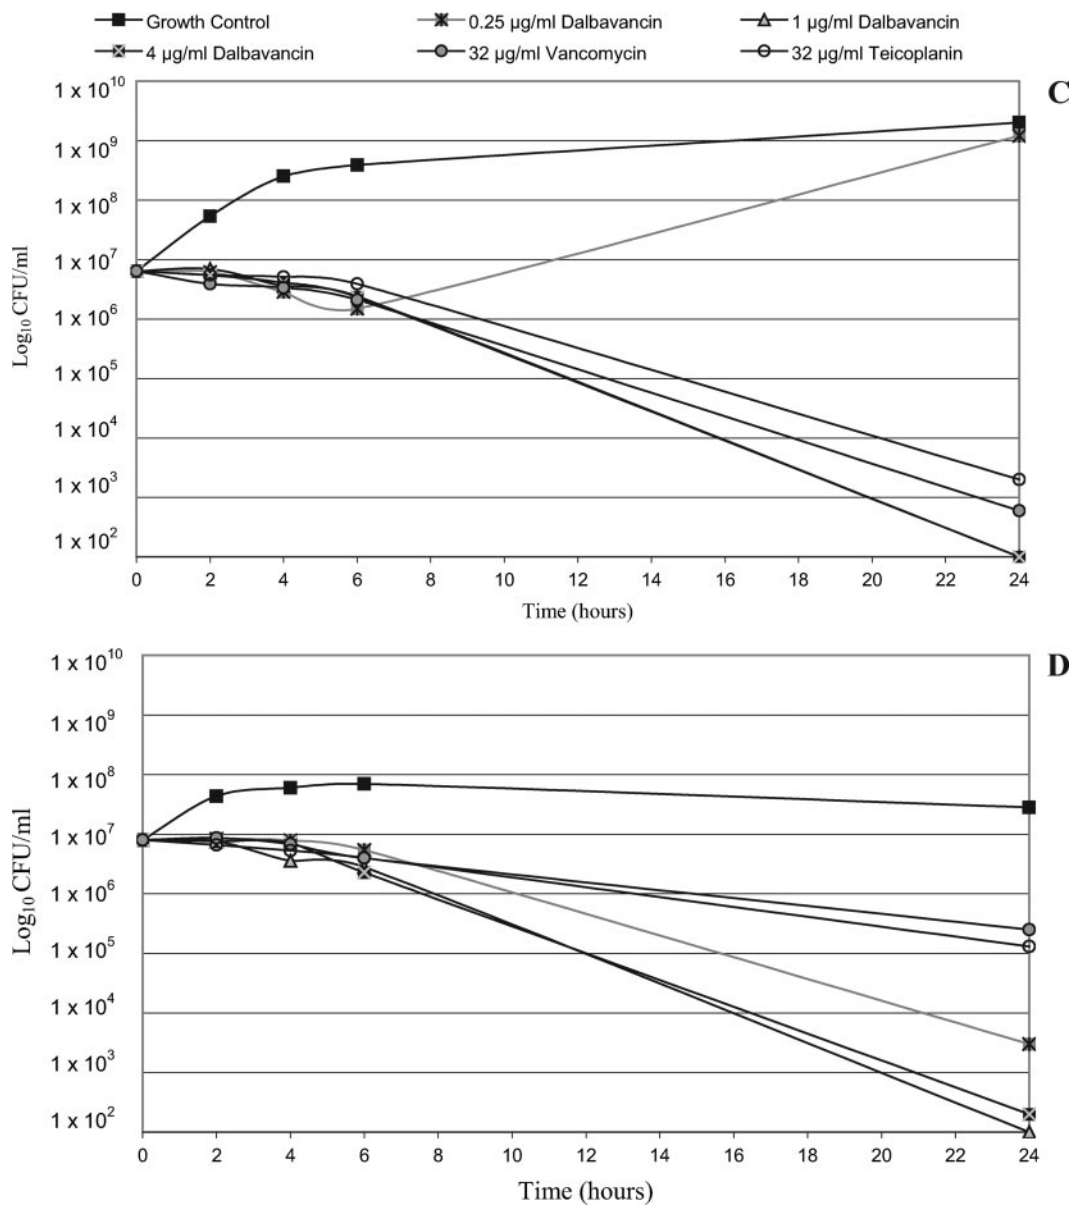 Growth Control 0.25 µg/ml Dalbavancin 1 µg/ml Dalbavancin
4 µg/ml Dalbavancin 32 µg/ml Vancomycin 32 µg/ml Teicoplanin
C
1 x 10^10
1 x 10^9
1 x 10^8
1 x 10^7
1 x 10^6
1 x 10^5
1 x 10^4
1 x 10^3
1 x 10^2
Log10 CFU/ml
0 2 4 6 8 10 12 14 16 18 20 22 24
Time (hours)
D
1 x 10^10
1 x 10^9
1 x 10^8
1 x 10^7
1 x 10^6
1 x 10^5
1 x 10^4
1 x 10^3
1 x 10^2
Log10 CFU/ml
0 2 4 6 8 10 12 14 16 18 20 22 24
Time (hours)